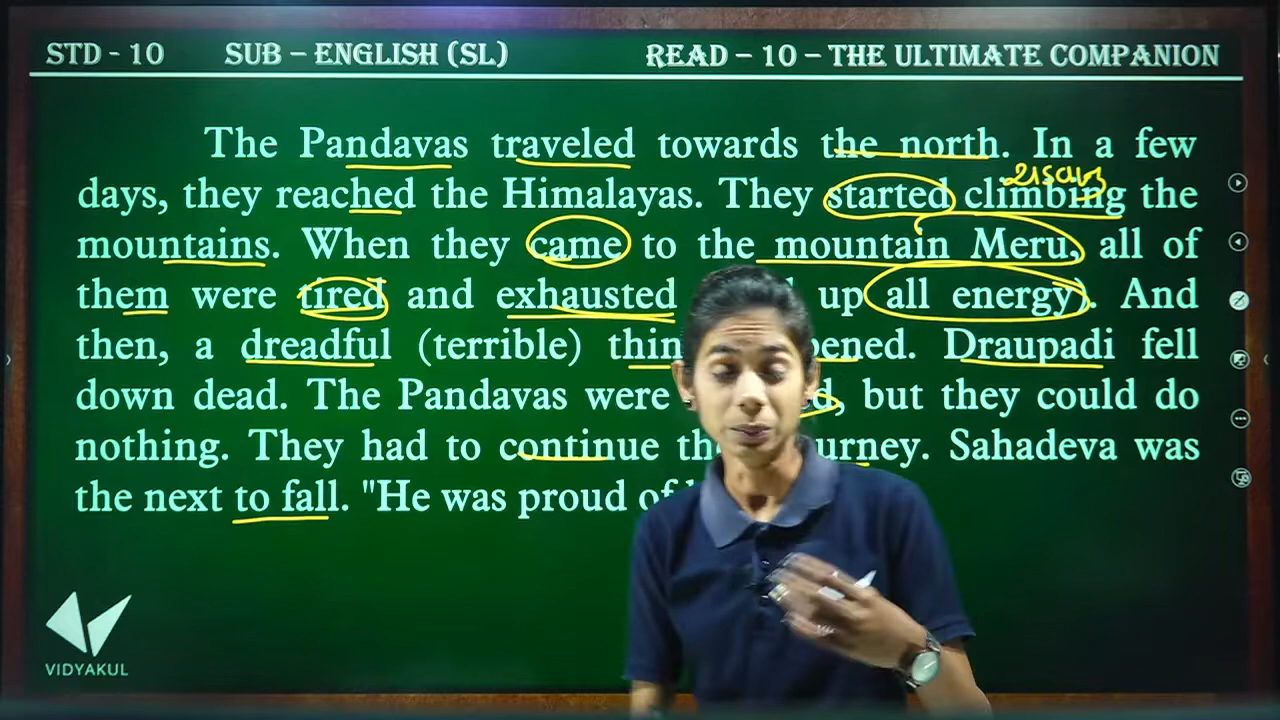 STD - 10 SUB – ENGLISH (SL) READ – 10 – THE ULTIMATE COMPANION
The Pandavas traveled towards the north. In a few
days, they reached the Himalayas. They started climbing the
mountains. When they came to the mountain Meru, all of
them were tired and exhausted up all energy). And
then, a dreadful (terrible) thin pened. Draupadi fell
down dead. The Pandavas were ed, but they could do
nothing. They had to continue the urney. Sahadeva was
the next to fall. "He was proud of
VIDYAKUL